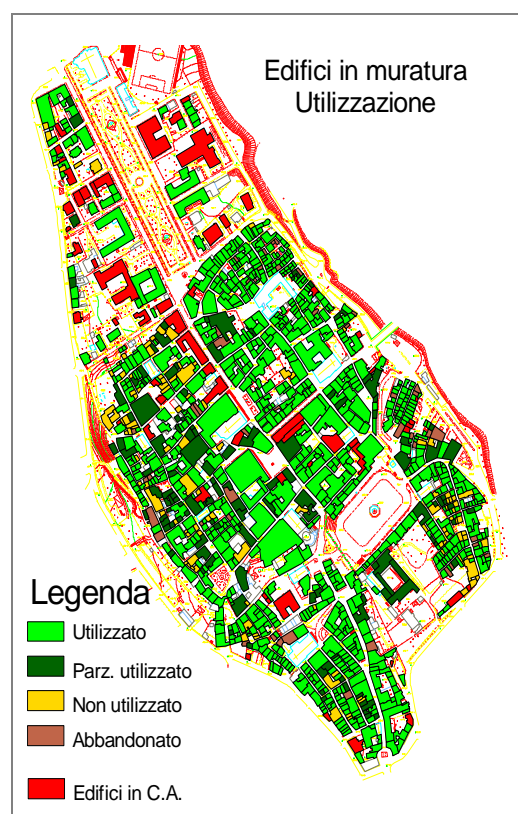 Edifici in muratura
Utilizzazione
Legenda
Utilizzato
Parz. utilizzato
Non utilizzato
Abbandonato
Edifici in C.A.